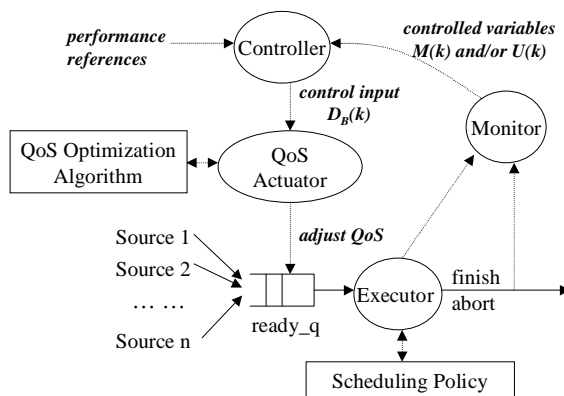 performance
references
Controller
controlled variables
M(k) and/or U(k)
control input
D_B(k)
Monitor
QoS Optimization
Algorithm
QoS
Actuator
adjust QoS
Source 1
Source 2
... ...
Source n
ready_q
Executor
finish
abort
Scheduling Policy